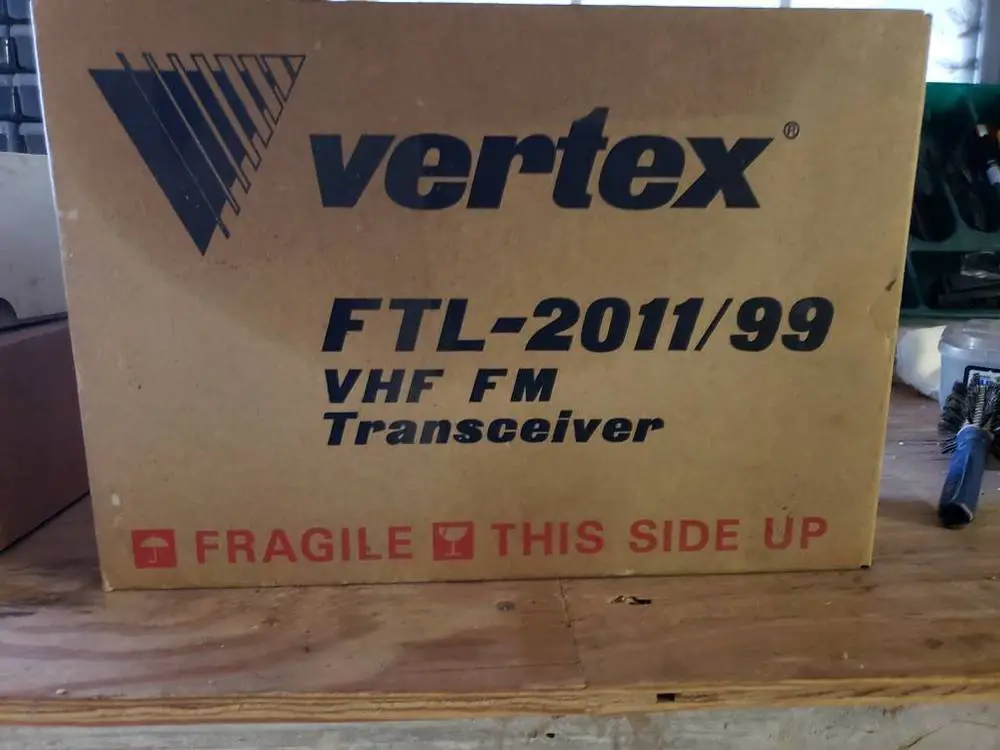 vertex®
FTL-2011/99
VHF FM
Transceiver
FRAGILE THIS SIDE UP